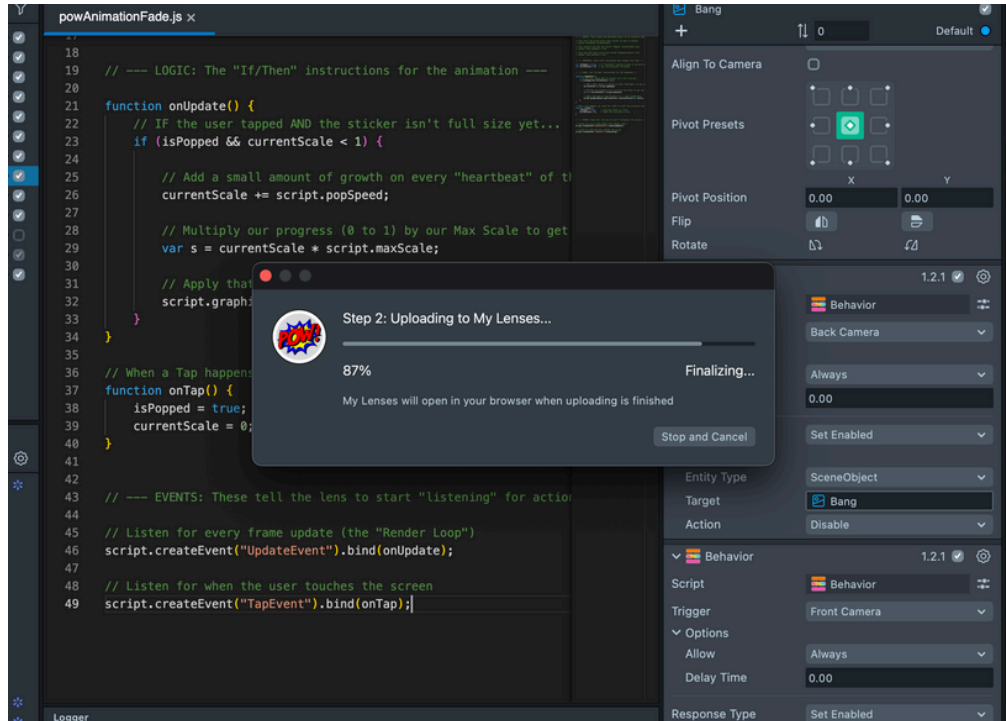 powAnimationFade.js ×
17
18
19 // --- LOGIC: The "If/Then" instructions for the animation ---
20
21 function onUpdate() {
22 // IF the user tapped AND the sticker isn't full size yet...
23 if (isPopped && currentScale < 1) {
24
25 // Add a small amount of growth on every "heartbeat" of
26 currentScale += script.popSpeed;
27
28 // Multiply our progress (0 to 1) by our Max Scale to get
29 var s = currentScale * script.maxScale;
30
31 // Apply that
32 script.graphi
33 }
34 }
35
36 // When a Tap happens
37 function onTap() {
38 isPopped = true;
39 currentScale = 0;
40 }
41
42
43 // --- EVENTS: These tell the lens to start "listening" for action
44
45 // Listen for every frame update (the "Render Loop")
46 script.createEvent("UpdateEvent").bind(onUpdate);
47
48 // Listen for when the user touches the screen
49 script.createEvent("TapEvent").bind(onTap);
Logger
POW!
Step 2: Uploading to My Lenses...
87% Finalizing...
My Lenses will open in your browser when uploading is finished
Stop and Cancel
Bang
+ 0 Default
Align To Camera
Pivot Presets
X Y
Pivot Position 0.00 0.00
Flip
Rotate
1.2.1
Behavior
Back Camera
Always
0.00
Set Enabled
Entity Type SceneObject
Target Bang
Action Disable
Behavior 1.2.1
Script Behavior
Trigger Front Camera
Options
Allow Always
Delay Time 0.00
Response Type Set Enabled